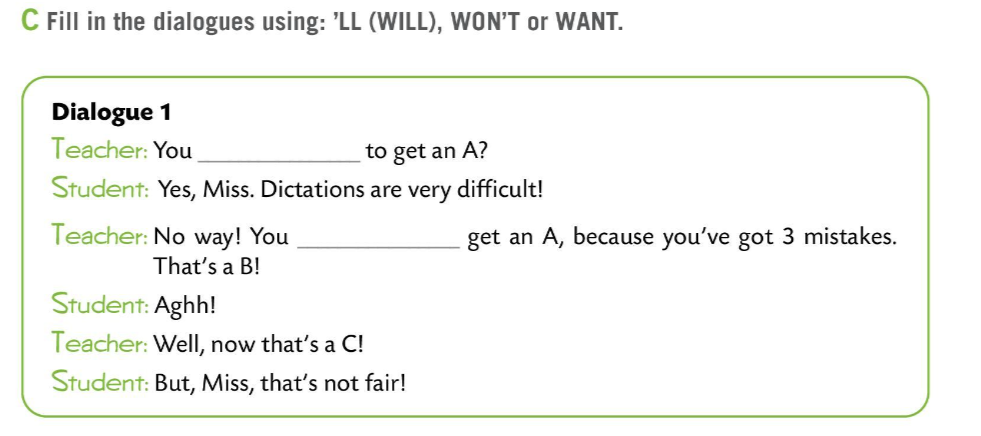 C Fill in the dialogues using: ’LL (WILL), WON’T or WANT.
Dialogue 1
Teacher: You ______________ to get an A?
Student: Yes, Miss. Dictations are very difficult!
Teacher: No way! You ______________ get an A, because you’ve got 3 mistakes.
That’s a B!
Student: Aghh!
Teacher: Well, now that’s a C!
Student: But, Miss, that’s not fair!